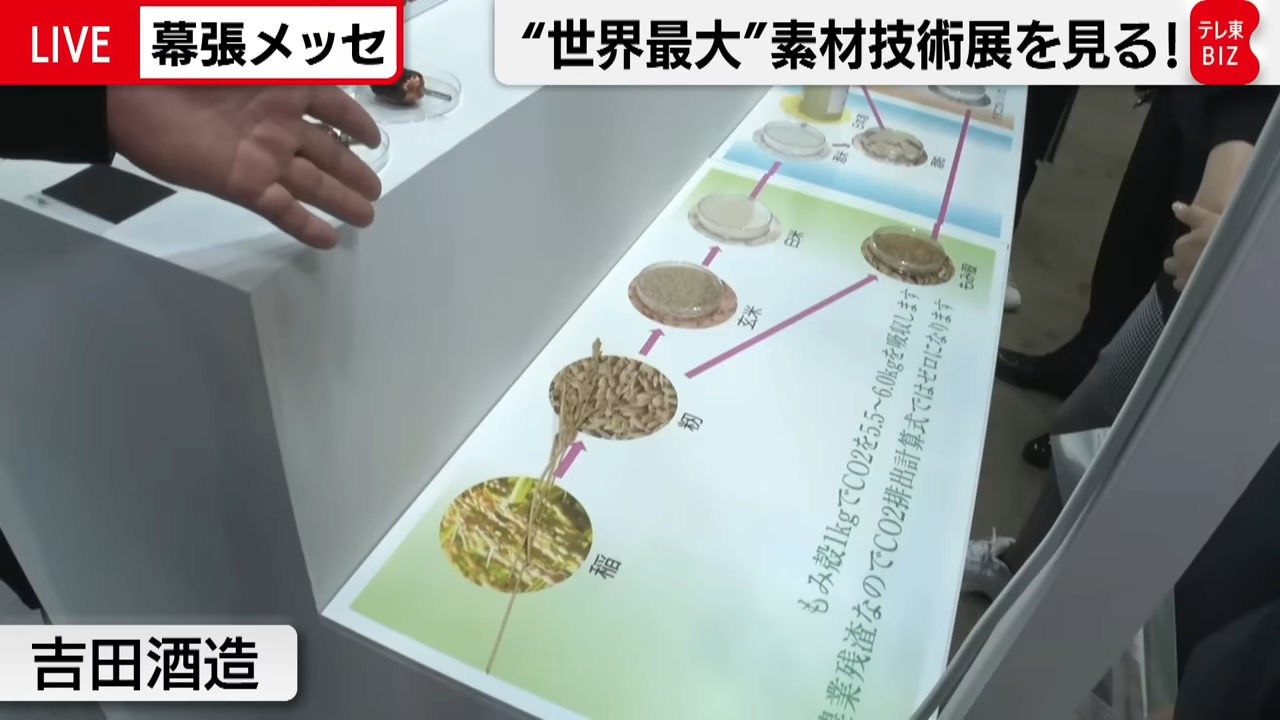 LIVE
幕張メッセ
“世界最大”素材技術展を見る!
テレ東
BIZ
白米
もみ殻
玄米
籾
稲
もみ殻1kgでCO2を5.5~6.0kgを吸収します
業残渣なのでCO2排出計算式ではゼロになります
吉田酒造